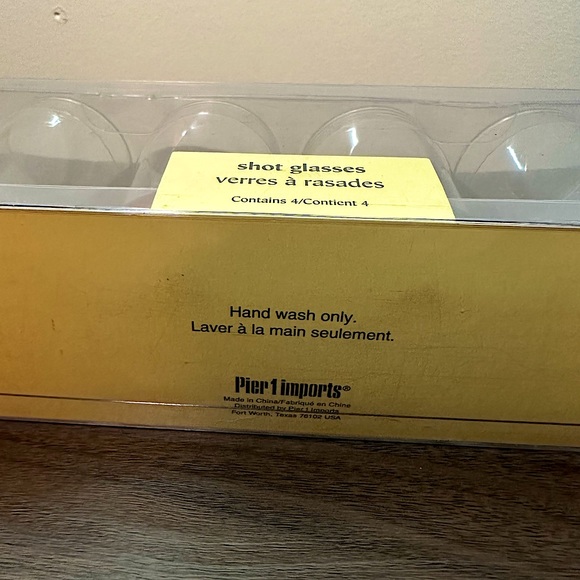 shot glasses
verres à rasades
Contains 4/Contient 4
Hand wash only.
Laver à la main seulement.
Pier 1 imports®
Made in China/Fabriqué en Chine
Distributed by Pier 1 Imports
Fort Worth, Texas 76102 USA